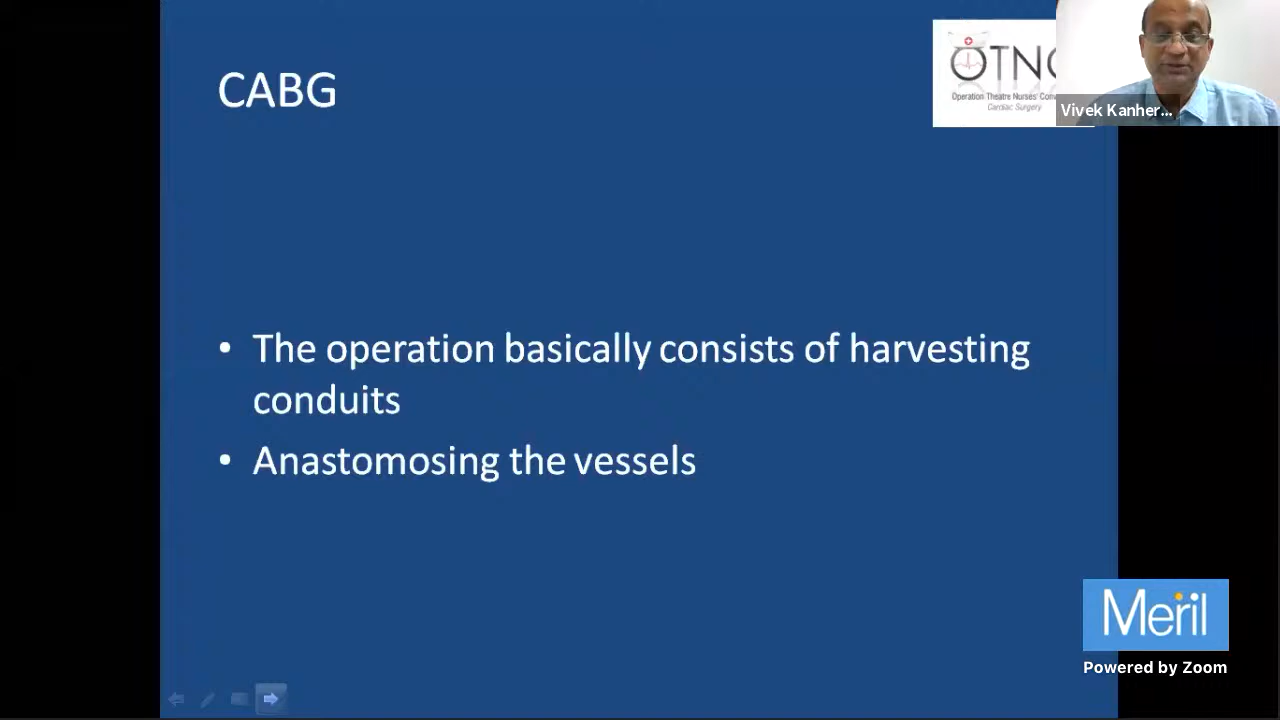 CABG
OTNC
Operation Theatre Nurses'
Cardiac Surgery
Vivek Kanher...
• The operation basically consists of harvesting
conduits
• Anastomosing the vessels
Meril
Powered by Zoom